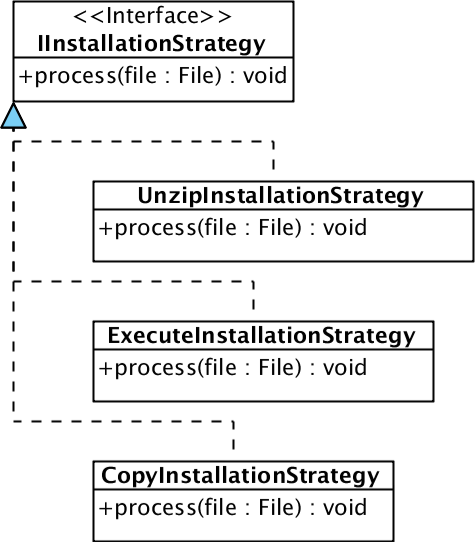 <<Interface>>
IInstallationStrategy
+process(file : File) : void
UnzipInstallationStrategy
+process(file : File) : void
ExecuteInstallationStrategy
+process(file : File) : void
CopyInstallationStrategy
+process(file : File) : void